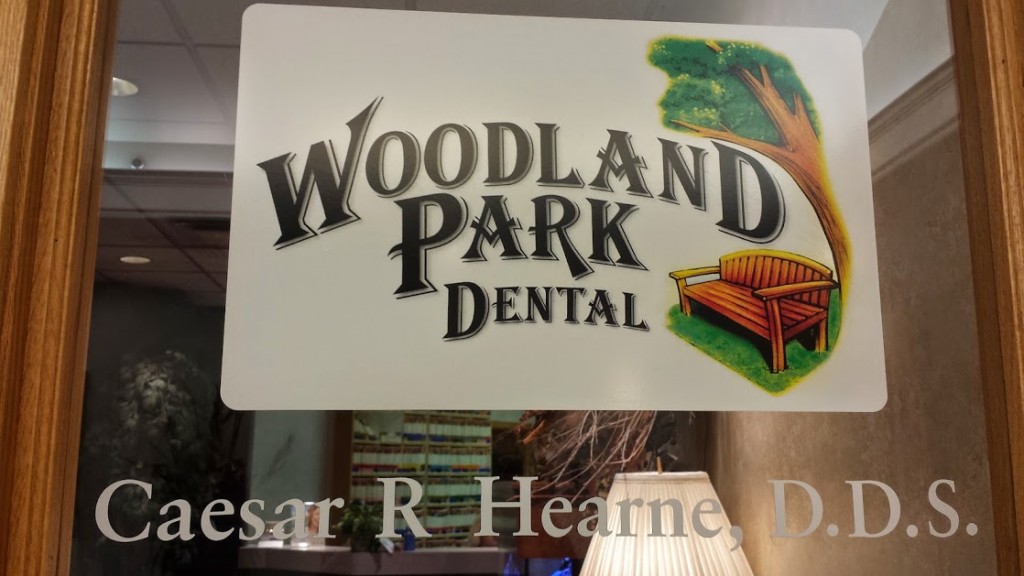 WOODLAND
PARK
DENTAL
Caesar R Hearne, D.D.S.